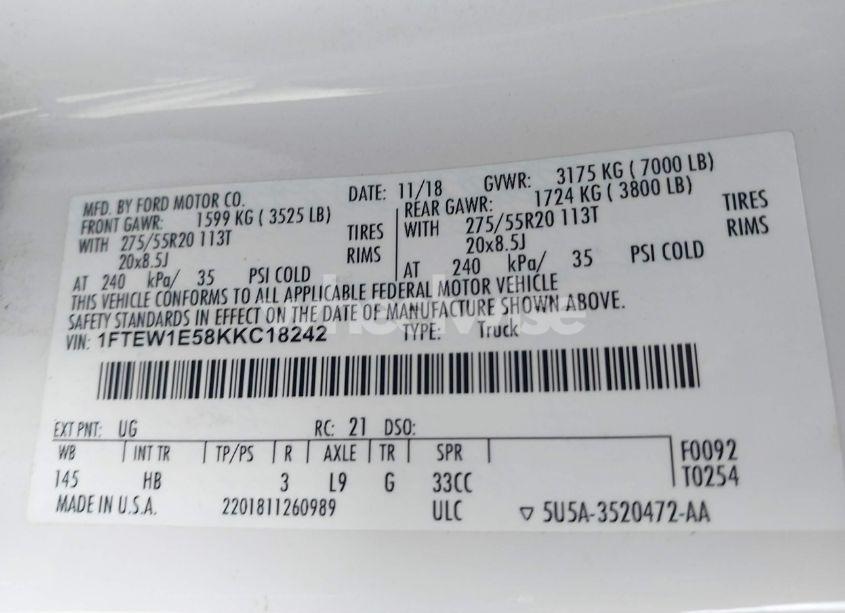 MFD. BY FORD MOTOR CO. DATE: 11/18 GVWR: 3175 KG ( 7000 LB)
FRONT GAWR: 1599 KG ( 3525 LB) REAR GAWR: 1724 KG ( 3800 LB)
WITH 275/55R20 113T TIRES WITH 275/55R20 113T TIRES
20x8.5J RIMS 20x8.5J RIMS
AT 240 kPa/ 35 PSI COLD AT 240 kPa/ 35 PSI COLD
THIS VEHICLE CONFORMS TO ALL APPLICABLE FEDERAL MOTOR VEHICLE
SAFETY STANDARDS IN EFFECT ON THE DATE OF MANUFACTURE SHOWN ABOVE.
VIN: 1FTEW1E58KKC18242 TYPE: Truck
EXT PNT: UG RC: 21 DSO:
WB INT TR TP/PS R AXLE TR SPR F0092
145 HB 3 L9 G 33CC T0254
MADE IN U.S.A. 2201811260989 ULC ▽ 5U5A-3520472-AA